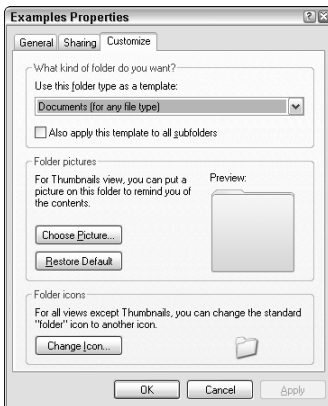 Examples Properties
General Sharing Customize
What kind of folder do you want?
Use this folder type as a template:
Documents (for any file type)
Also apply this template to all subfolders
Folder pictures
For Thumbnails view, you can put a
picture on this folder to remind you of
the contents.
Preview:
Choose Picture...
Restore Default
Folder icons
For all views except Thumbnails, you can change the standard
"folder" icon to another icon.
Change Icon...
OK Cancel Apply